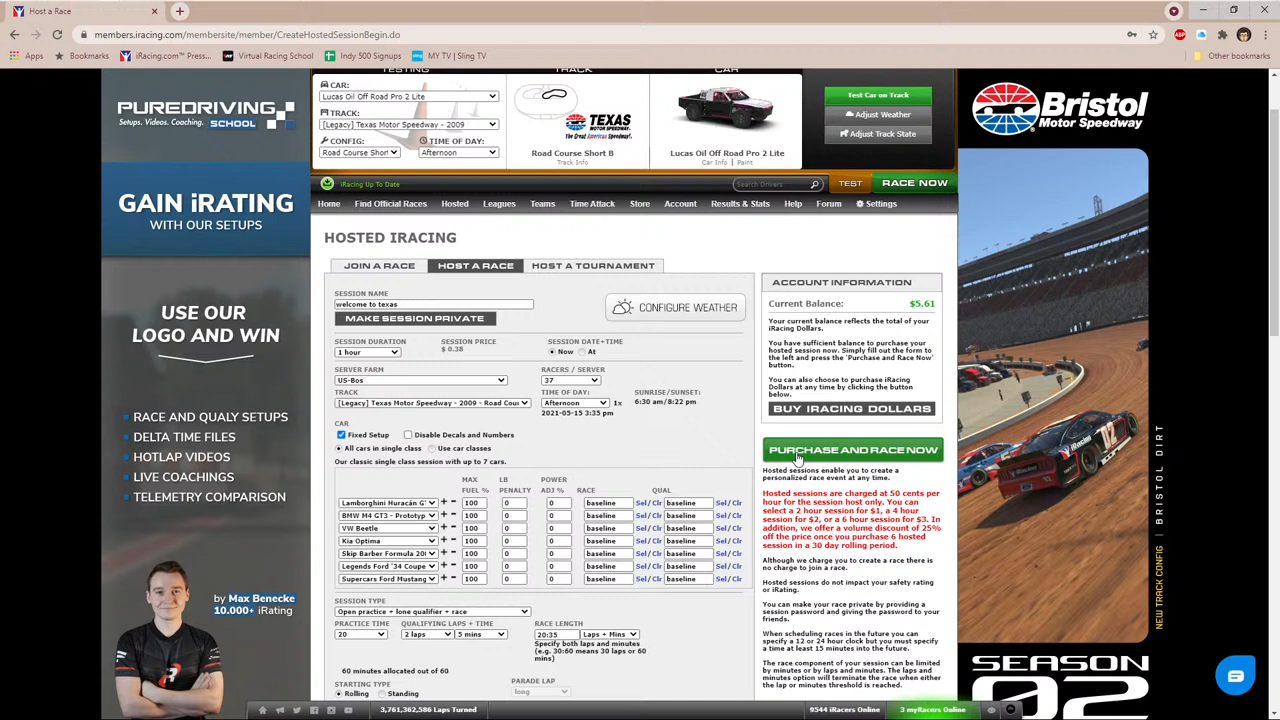 Host a Race
members.iracing.com/membersite/member/CreateHostedSessionBegin.do
Apps
Bookmarks
iRacing.com™ Press...
Virtual Racing School
Indy 500 Signups
MY TV | Sling TV
Other bookmarks
PUREDRIVING
Setups. Videos. Coaching.
SCHOOL
GAIN iRATING
WITH OUR SETUPS
USE OUR
LOGO AND WIN
RACE AND QUALY SETUPS
DELTA TIME FILES
HOTLAP VIDEOS
LIVE COACHINGS
TELEMETRY COMPARISON
by Max Benecke
10.000+ iRating
TESTING
TRACK
CAR
CAR:
Lucas Oil Off Road Pro 2 Lite
TRACK:
[Legacy] Texas Motor Speedway - 2009
CONFIG:
TIME OF DAY:
Road Course Short
Afternoon
TEXAS
MOTOR SPEEDWAY
The Great American Speedway!
Road Course Short B
Track Info
Lucas Oil Off Road Pro 2 Lite
Car Info | Paint
Test Car on Track
Adjust Weather
Adjust Track State
iRacing Up To Date
Search Drivers
TEST
RACE NOW
Home
Find Official Races
Hosted
Leagues
Teams
Time Attack
Store
Account
Results & Stats
Help
Forum
Settings
HOSTED IRACING
JOIN A RACE
HOST A RACE
HOST A TOURNAMENT
SESSION NAME
welcome to texas
MAKE SESSION PRIVATE
CONFIGURE WEATHER
SESSION DURATION
SESSION PRICE
SESSION DATE+TIME
1 hour
$ 0.38
Now
At
SERVER FARM
RACERS / SERVER
US-Bos
37
TRACK
TIME OF DAY:
SUNRISE/SUNSET:
[Legacy] Texas Motor Speedway - 2009 - Road Cou
Afternoon
1x
6:30 am/8:22 pm
2021-05-15 3:35 pm
CAR
Fixed Setup
Disable Decals and Numbers
All cars in single class
Use car classes
Our classic single class session with up to 7 cars.
MAX FUEL %
LB PENALTY
POWER ADJ %
RACE
QUAL
Lamborghini Huracán GT + - 100 0 0 baseline Sel / Clr baseline Sel / Clr
BMW M4 GT3 - Prototyp + - 100 0 0 baseline Sel / Clr baseline Sel / Clr
VW Beetle + - 100 0 0 baseline Sel / Clr baseline Sel / Clr
Kia Optima + - 100 0 0 baseline Sel / Clr baseline Sel / Clr
Skip Barber Formula 200 + - 100 0 0 baseline Sel / Clr baseline Sel / Clr
Legends Ford '34 Coupe + - 100 0 0 baseline Sel / Clr baseline Sel / Clr
Supercars Ford Mustang + - 100 0 0 baseline Sel / Clr baseline Sel / Clr
SESSION TYPE
Open practice + lone qualifier + race
PRACTICE TIME
QUALIFYING LAPS + TIME
RACE LENGTH
20
2 laps
5 mins
20:35
Laps + Mins
Specify both laps and minutes
(e.g. 30:60 means 30 laps or 60
mins)
60 minutes allocated out of 60
STARTING TYPE
PARADE LAP
Rolling
Standing
long
ACCOUNT INFORMATION
Current Balance:
$5.61
Your current balance reflects the total of your
iRacing Dollars.
You have sufficient balance to purchase your
hosted session now. Simply fill out the form to
the left and press the 'Purchase and Race Now'
button.
You can also choose to purchase iRacing
Dollars at any time by clicking the button
below.
BUY IRACING DOLLARS
PURCHASE AND RACE NOW
Hosted sessions enable you to create a
personalized race event at any time.
Hosted sessions are charged at 50 cents per
hour for the session host only. You can
select a 2 hour session for $1, a 4 hour
session for $2, or a 6 hour session for $3. In
addition, we offer a volume discount of 25%
off the price once you purchase 6 hosted
session in a 30 day rolling period.
Although we charge you to create a race there is
no charge to join a race.
Hosted sessions do not impact your safety rating
or iRating.
You can make your race private by providing a
session password and giving the password to your
friends.
When scheduling races in the future you can
specify a 12 or 24 hour clock but you must specify
a time at least 15 minutes into the future.
The race component of your session can be limited
by minutes or by laps and minutes. The laps and
minutes option will terminate the race when either
the lap or minutes threshold is reached.
3,761,362,586 Laps Turned
9544 iRacers Online
3 myRacers Online
NASCAR
Bristol
Motor Speedway
NEW TRACK CONFIG | BRISTOL DIRT
SEASON
02